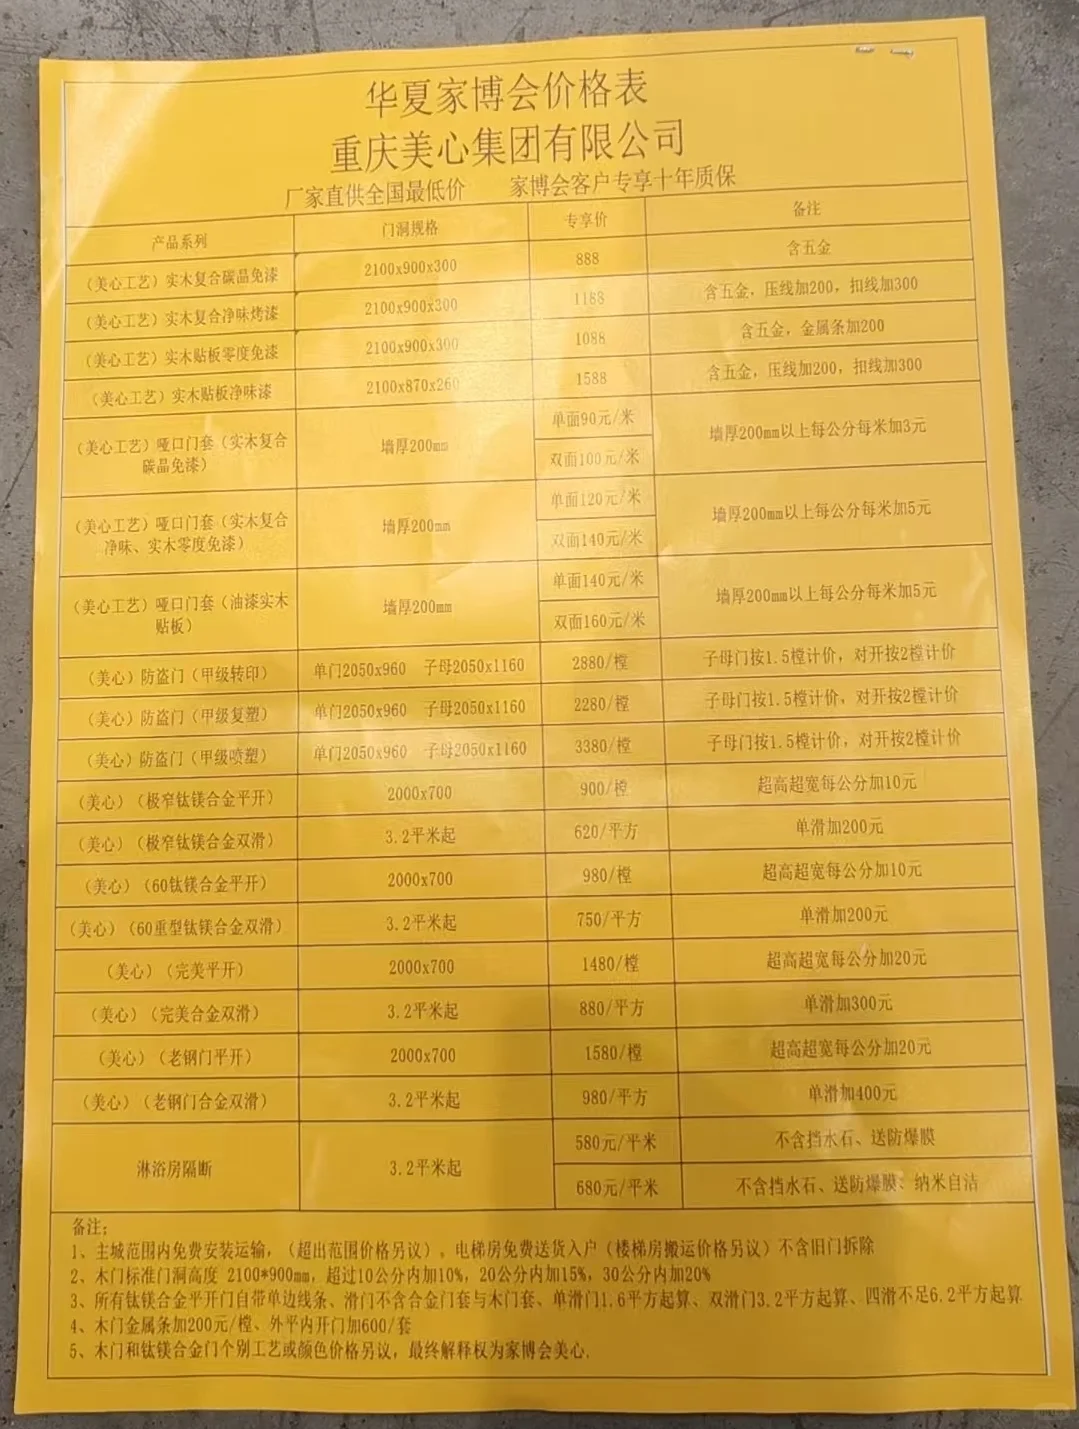 华夏家博会价格表
重庆美心集团有限公司
厂家直供全国最低价 家博会客户专享十年质保
产品系列 门洞规格 专享价 备注
(美心工艺)实木复合碳晶免漆 2100x900x300 888 含五金
(美心工艺)实木复合净味烤漆 2100x900x300 1188 含五金,压线加200,扣线加300
(美心工艺)实木贴板零度免漆 2100x900x300 1088 含五金,金属条加200
(美心工艺)实木贴板净味漆 2100x870x260 1588 含五金,压线加200,扣线加300
(美心工艺)哑口门套(实木复合碳晶免漆) 墙厚200mm 单面90元/米 双面100元/米 墙厚200mm以上每公分每米加3元
(美心工艺)哑口门套(实木复合净味、实木零度免漆) 墙厚200mm 单面120元/米 双面140元/米 墙厚200mm以上每公分每米加5元
(美心工艺)哑口门套(油漆实木贴板) 墙厚200mm 单面140元/米 双面160元/米 墙厚200mm以上每公分每米加5元
(美心)防盗门(甲级转印) 单门2050x960 子母2050x1160 2880/樘 子母门按1.5樘计价,对开按2樘计价
(美心)防盗门(甲级复塑) 单门2050x960 子母2050x1160 2280/樘 子母门按1.5樘计价,对开按2樘计价
(美心)防盗门(甲级喷塑) 单门2050x960 子母2050x1160 3380/樘 子母门按1.5樘计价,对开按2樘计价
(美心)(极窄钛镁合金平开) 2000x700 900/樘 超高超宽每公分加10元
(美心)(极窄钛镁合金双滑) 3.2平米起 620/平方 单滑加200元
(美心)(60钛镁合金平开) 2000x700 980/樘 超高超宽每公分加10元
(美心)(60重型钛镁合金双滑) 3.2平米起 750/平方 单滑加200元
(美心)(完美平开) 2000x700 1480/樘 超高超宽每公分加20元
(美心)(完美合金双滑) 3.2平米起 880/平方 单滑加300元
(美心)(老钢门平开) 2000x700 1580/樘 超高超宽每公分加20元
(美心)(老钢门合金双滑) 3.2平米起 980/平方 单滑加400元
淋浴房隔断 3.2平米起 580元/平米 不含挡水石、送防爆膜
680元/平米 不含挡水石、送防爆膜、纳米自洁
备注:
1、主城范围内免费安装运输,(超出范围价格另议)。电梯房免费送货入户(楼梯房搬运价格另议)不含旧门拆除
2、木门标准门洞高度 2100*900mm,超过10公分内加10%,20公分内加15%,30公分内加20%
3、所有钛镁合金平开门自带单边线条、滑门不含合金门套与木门套、单滑门1.6平方起算、双滑门3.2平方起算、四滑不足6.2平方起算
4、木门金属条加200元/樘、外平内开门加600/套
5、木门和钛镁合金门个别工艺或颜色价格另议,最终解释权为家博会美心.